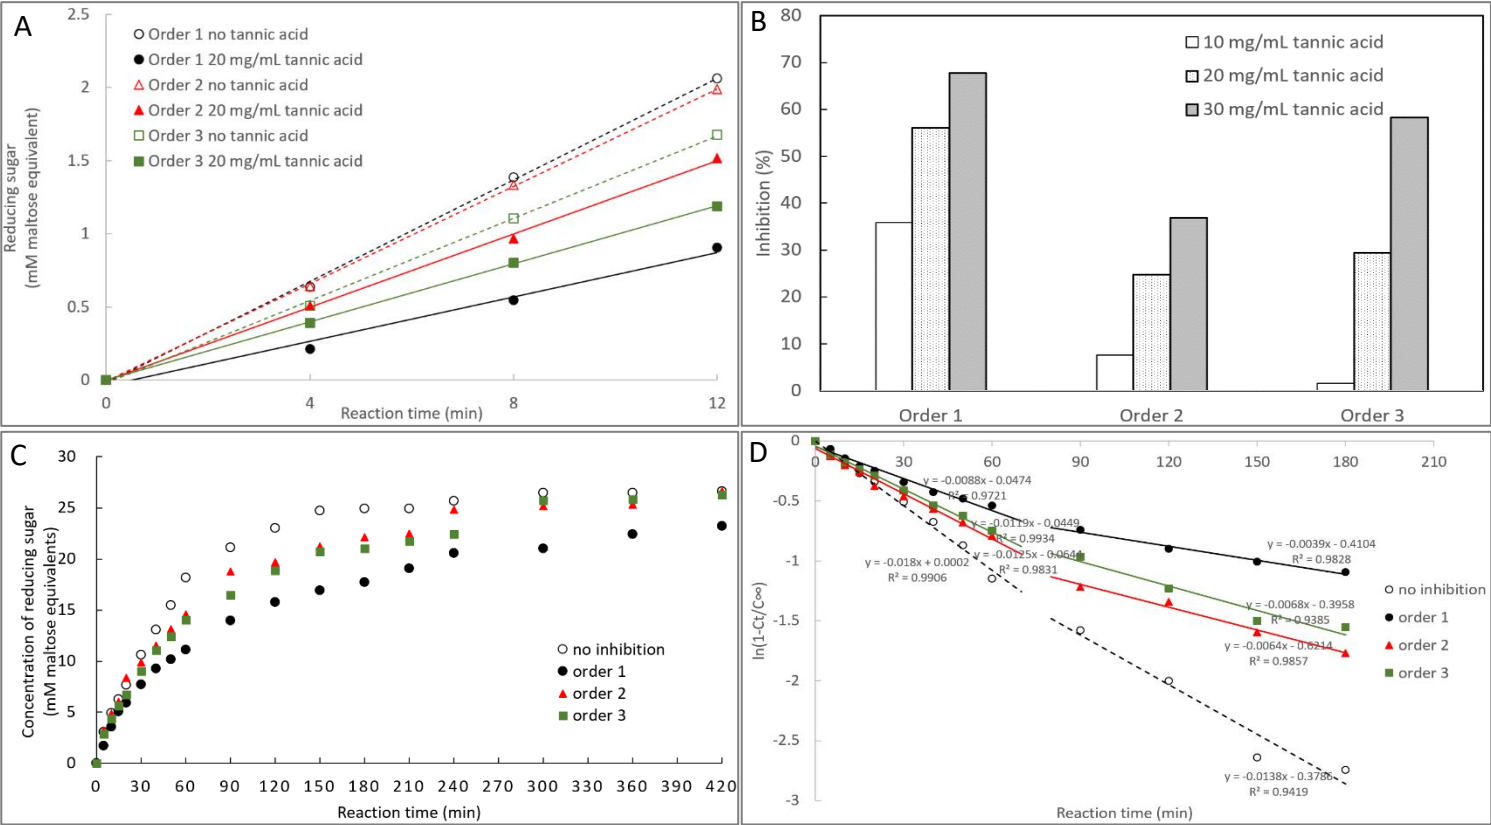 A
2.5
2
1.5
1
0.5
0
0
4
8
12
Reducing sugar
(mM maltose equivalent)
Reaction time (min)
Order 1 no tannic acid
Order 1 20 mg/mL tannic acid
Order 2 no tannic acid
Order 2 20 mg/mL tannic acid
Order 3 no tannic acid
Order 3 20 mg/mL tannic acid
B
80
70
60
50
40
30
20
10
0
Inhibition (%)
10 mg/mL tannic acid
20 mg/mL tannic acid
30 mg/mL tannic acid
Order 1
Order 2
Order 3
C
30
25
20
15
10
5
0
0 30 60 90 120 150 180 210 240 270 300 330 360 390 420
Concentration of reducing sugar
(mM maltose equivalents)
Reaction time (min)
no inhibition
order 1
order 2
order 3
D
0
-0.5
-1
-1.5
-2
-2.5
-3
0 30 60 90 120 150 180 210
ln(1-Ct/C∞)
Reaction time (min)
y = -0.0088x - 0.0474
R² = 0.9721
y = -0.0119x - 0.0449
R² = 0.9934
y = -0.0125x - 0.0644
R² = 0.9831
y = -0.018x + 0.0002
R² = 0.9906
y = -0.0039x - 0.4104
R² = 0.9828
y = -0.0068x - 0.3958
R² = 0.9385
y = -0.0064x - 0.6214
R² = 0.9857
y = -0.0138x - 0.3786
R² = 0.9419
no inhibition
order 1
order 2
order 3